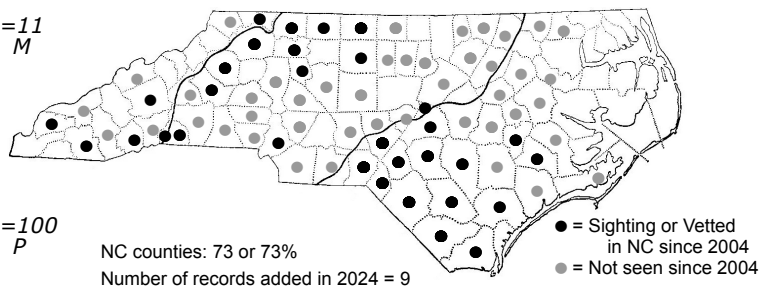 =11
M
=100
P
NC counties: 73 or 73%
Number of records added in 2024 = 9
= Sighting or Vetted
in NC since 2004
= Not seen since 2004